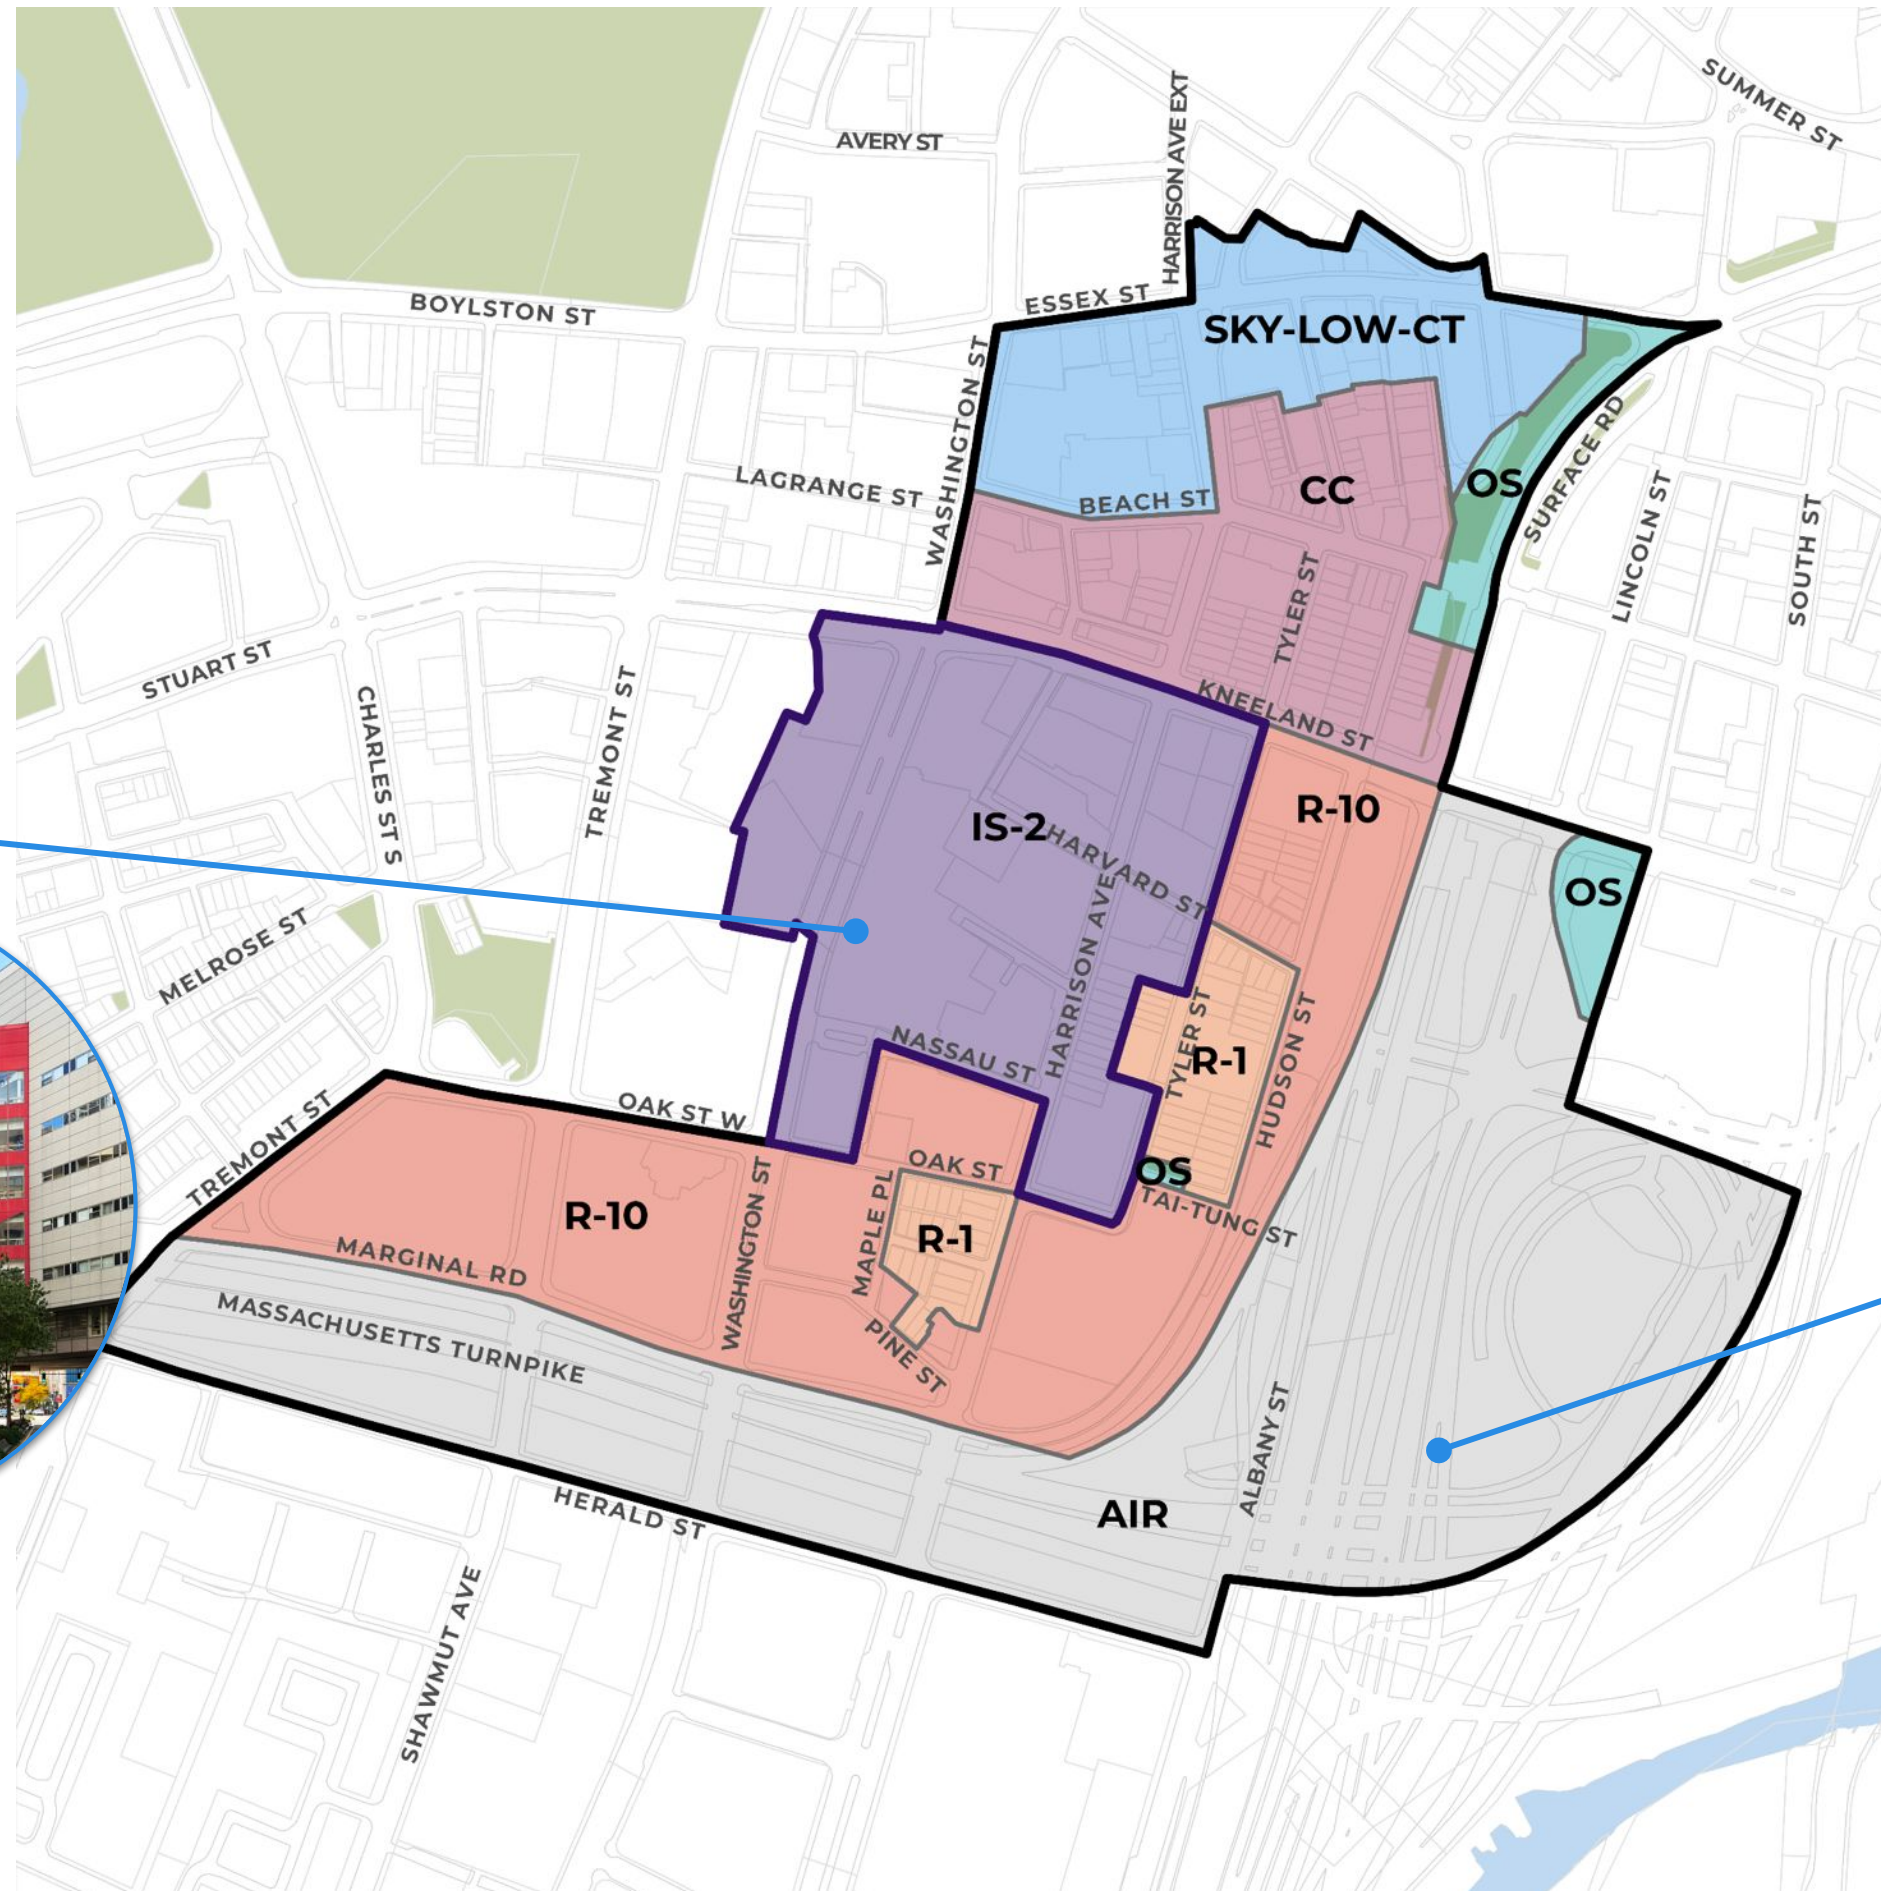 SUMMER ST
HARRISON AVE EXT
AVERY ST
ESSEX ST
BOYLSTON ST
SKY-LOW-CT
WASHINGTON ST
SURFACE RD
LAGRANGE ST
BEACH ST
CC
OS
LINCOLN ST
SOUTH ST
TYLER ST
STUART ST
CHARLES ST S
TREMONT ST
KNEELAND ST
IS-2
R-10
HARVARD ST
OS
HARRISON AVE
MELROSE ST
NASSAU ST
TYLER ST
R-1
HUDSON ST
OAK ST W
TREMONT ST
OAK ST
OS
TAI-TUNG ST
R-10
WASHINGTON ST
MAPLE PL
R-1
MARGINAL RD
MASSACHUSETTS TURNPIKE
PINE ST
ALBANY ST
HERALD ST
AIR
SHAWMUT AVE